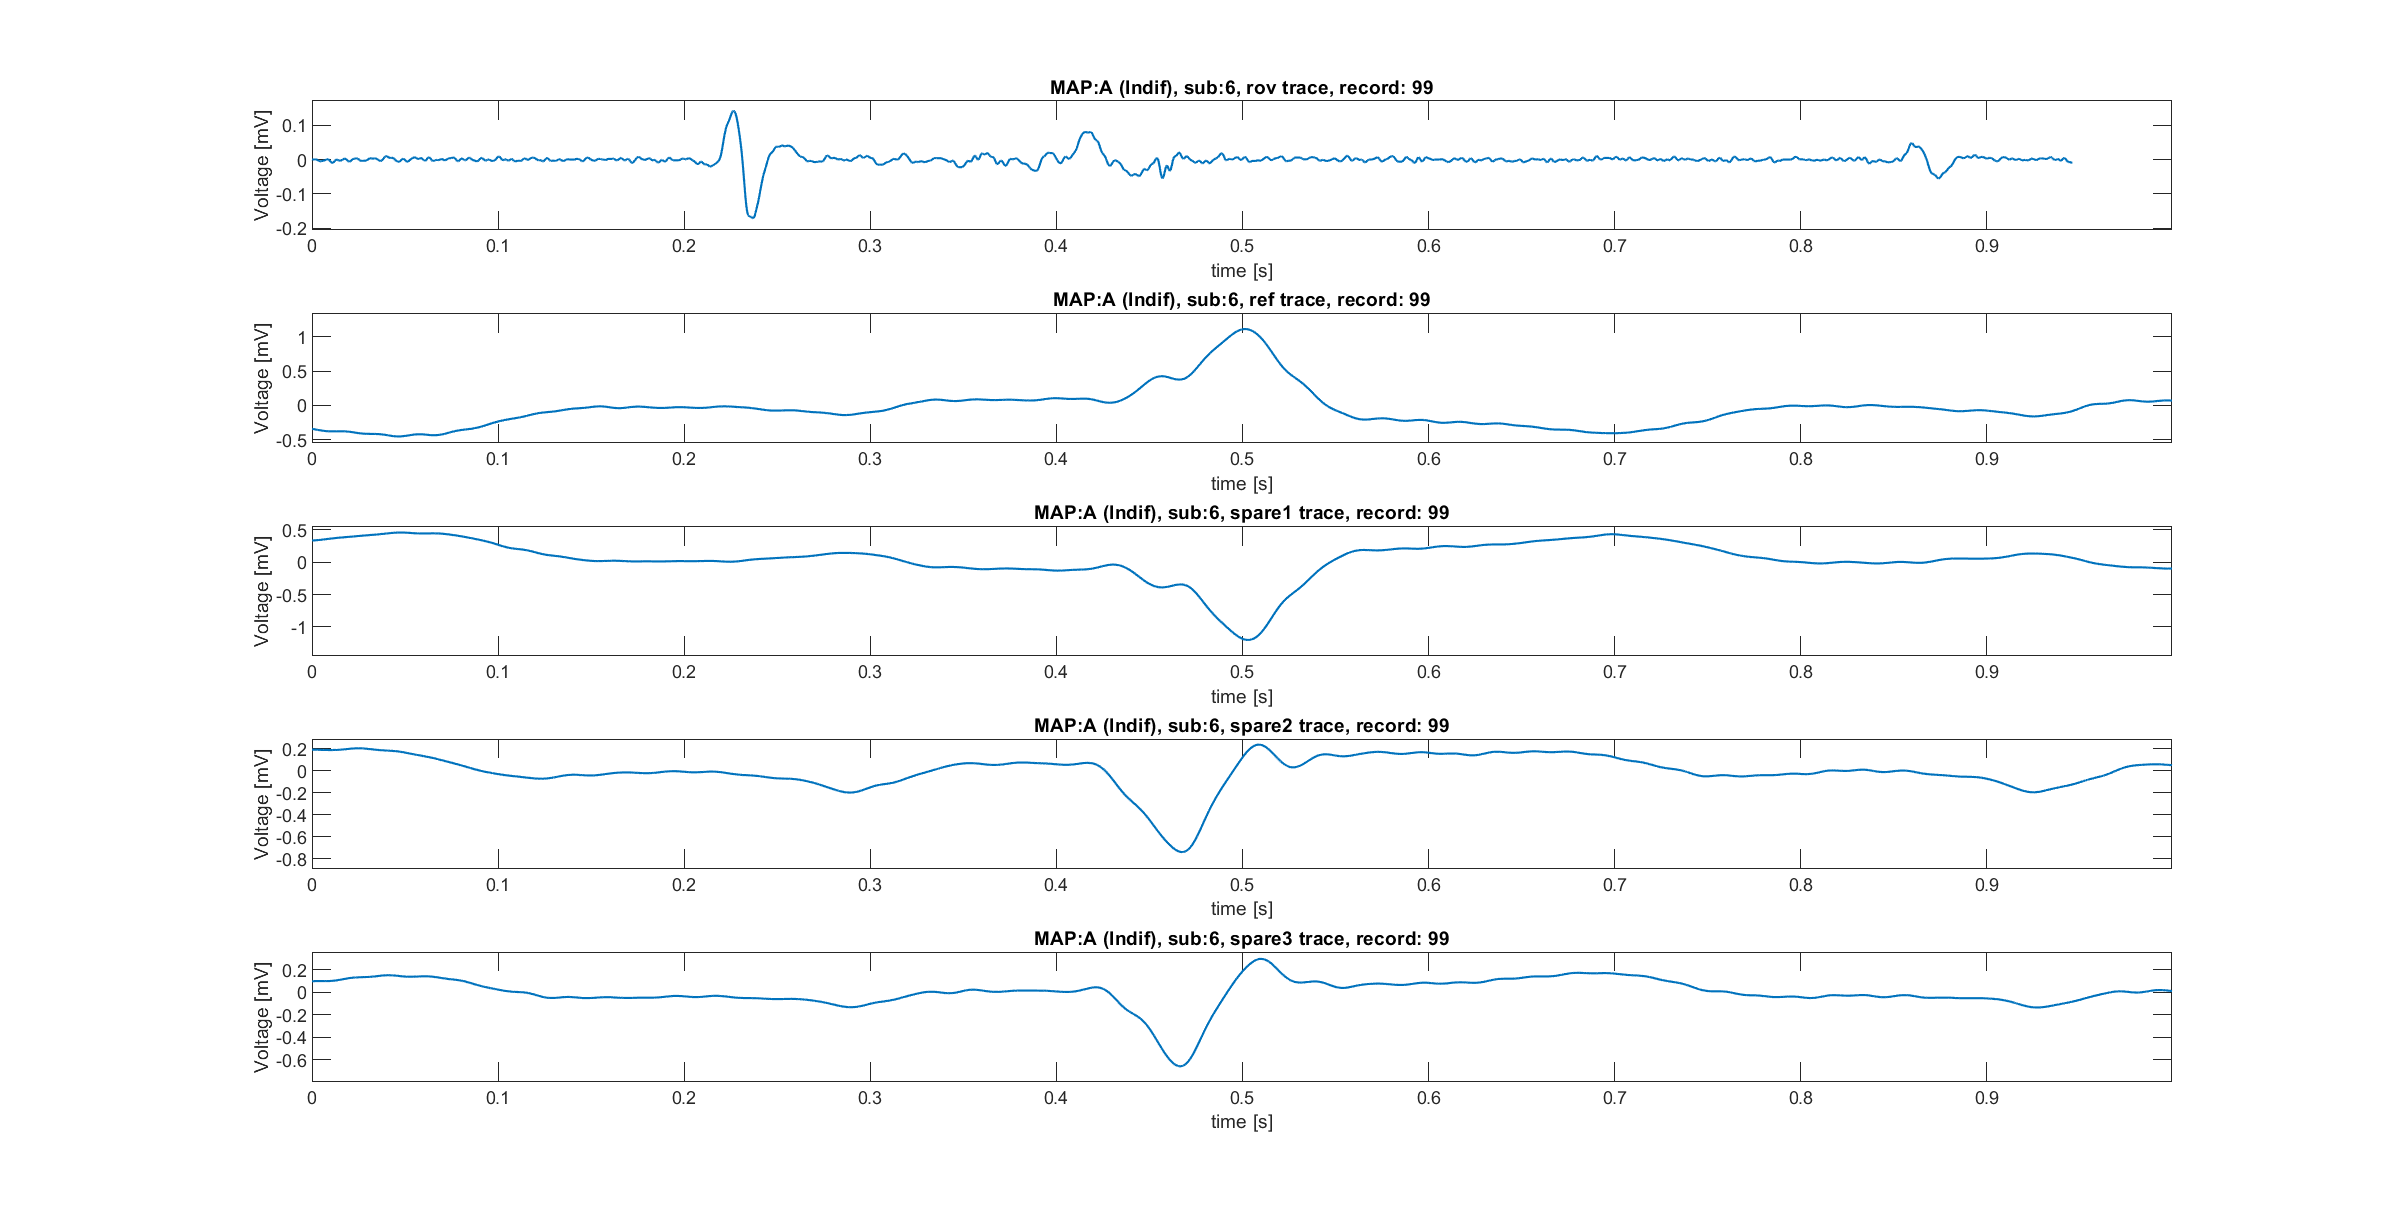 MAP:A (Indif), sub:6, rov trace, record: 99
Voltage [mV]
0.1
0
-0.1
-0.2
0 0.1 0.2 0.3 0.4 0.5 0.6 0.7 0.8 0.9
time [s]
MAP:A (Indif), sub:6, ref trace, record: 99
Voltage [mV]
1
0.5
0
-0.5
0 0.1 0.2 0.3 0.4 0.5 0.6 0.7 0.8 0.9
time [s]
MAP:A (Indif), sub:6, spare1 trace, record: 99
Voltage [mV]
0.5
0
-0.5
-1
0 0.1 0.2 0.3 0.4 0.5 0.6 0.7 0.8 0.9
time [s]
MAP:A (Indif), sub:6, spare2 trace, record: 99
Voltage [mV]
0.2
0
-0.2
-0.4
-0.6
-0.8
0 0.1 0.2 0.3 0.4 0.5 0.6 0.7 0.8 0.9
time [s]
MAP:A (Indif), sub:6, spare3 trace, record: 99
Voltage [mV]
0.2
0
-0.2
-0.4
-0.6
0 0.1 0.2 0.3 0.4 0.5 0.6 0.7 0.8 0.9
time [s]